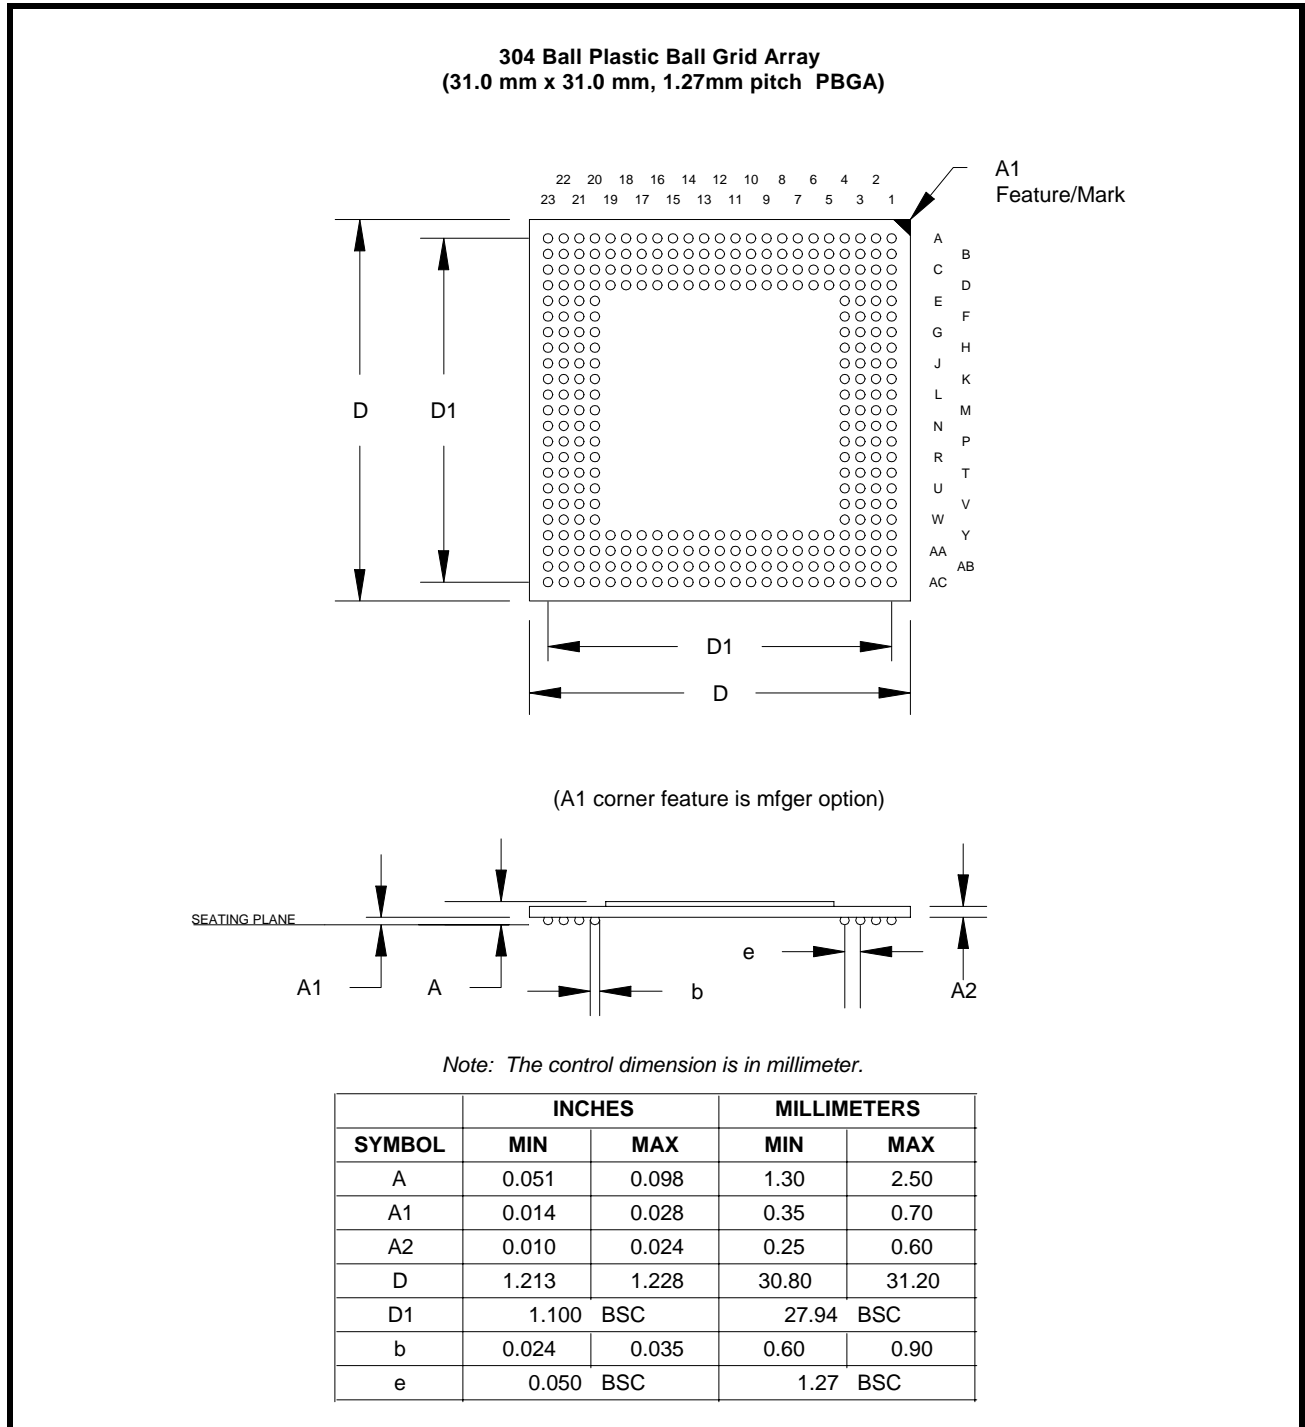 304 Ball Plastic Ball Grid Array
(31.0 mm x 31.0 mm, 1.27mm pitch PBGA)
A1
Feature/Mark
22 20 18 16 14 12 10 8 6 4 2
23 21 19 17 15 13 11 9 7 5 3 1
A
B
C
D
E
F
G
H
J
K
L
M
N
P
R
T
U
V
W
Y
AA
AB
AC
D
D1
D1
D
(A1 corner feature is mfger option)
SEATING PLANE
e
A1
A
b
A2
Note: The control dimension is in millimeter.
INCHES MILLIMETERS
SYMBOL MIN MAX MIN MAX
A 0.051 0.098 1.30 2.50
A1 0.014 0.028 0.35 0.70
A2 0.010 0.024 0.25 0.60
D 1.213 1.228 30.80 31.20
D1 1.100 BSC 27.94 BSC
b 0.024 0.035 0.60 0.90
e 0.050 BSC 1.27 BSC